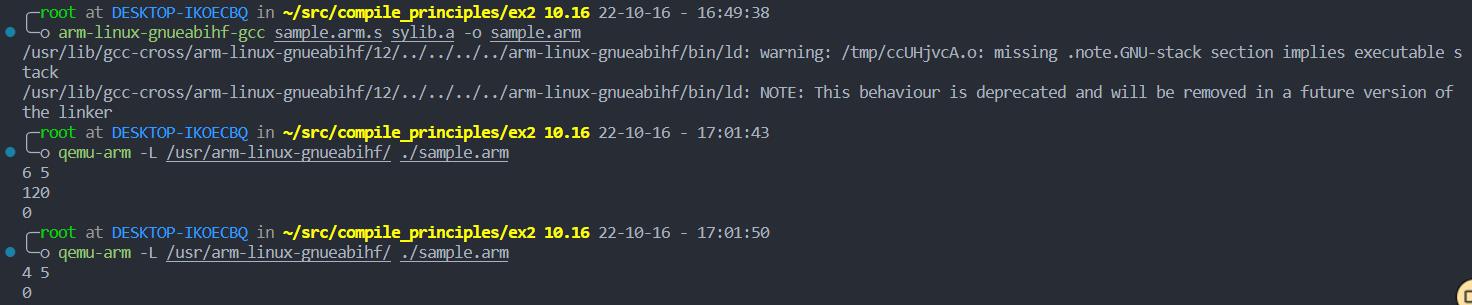 ╭─root at DESKTOP-IKOECBQ in ~/src/compile_principles/ex2 10.16 22-10-16 - 16:49:38
╰─○ arm-linux-gnueabihf-gcc sample.arm.s sylib.a -o sample.arm
/usr/lib/gcc-cross/arm-linux-gnueabihf/12/../../../../arm-linux-gnueabihf/bin/ld: warning: /tmp/ccUHjvcA.o: missing .note.GNU-stack section implies executable s
tack
/usr/lib/gcc-cross/arm-linux-gnueabihf/12/../../../../arm-linux-gnueabihf/bin/ld: NOTE: This behaviour is deprecated and will be removed in a future version of
the linker
╭─root at DESKTOP-IKOECBQ in ~/src/compile_principles/ex2 10.16 22-10-16 - 17:01:43
╰─○ qemu-arm -L /usr/arm-linux-gnueabihf/ ./sample.arm
6 5
120
0
╭─root at DESKTOP-IKOECBQ in ~/src/compile_principles/ex2 10.16 22-10-16 - 17:01:50
╰─○ qemu-arm -L /usr/arm-linux-gnueabihf/ ./sample.arm
4 5
0